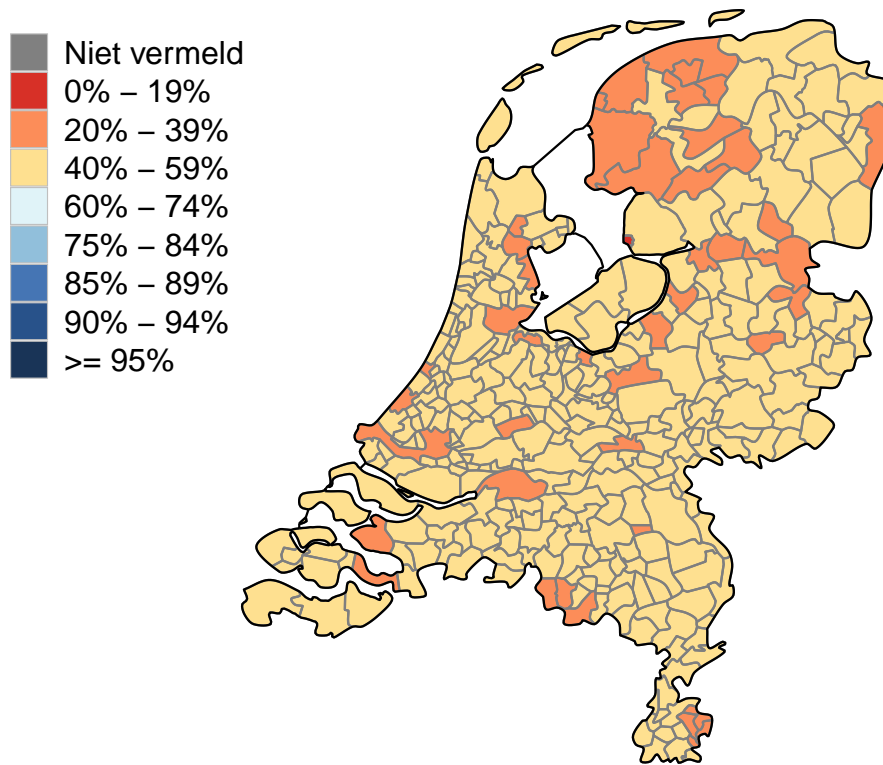 Niet vermeld
0% – 19%
20% – 39%
40% – 59%
60% – 74%
75% – 84%
85% – 89%
90% – 94%
>= 95%